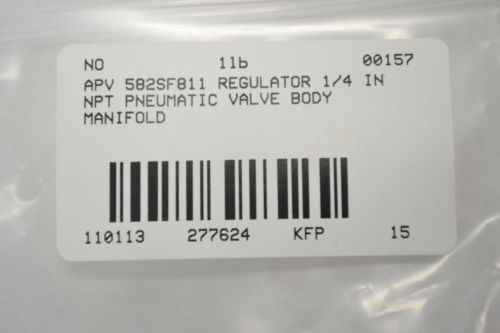 NO 1lb 00157
APV 582SF811 REGULATOR 1/4 IN
NPT PNEUMATIC VALVE BODY
MANIFOLD
110113 277624 KFP 15